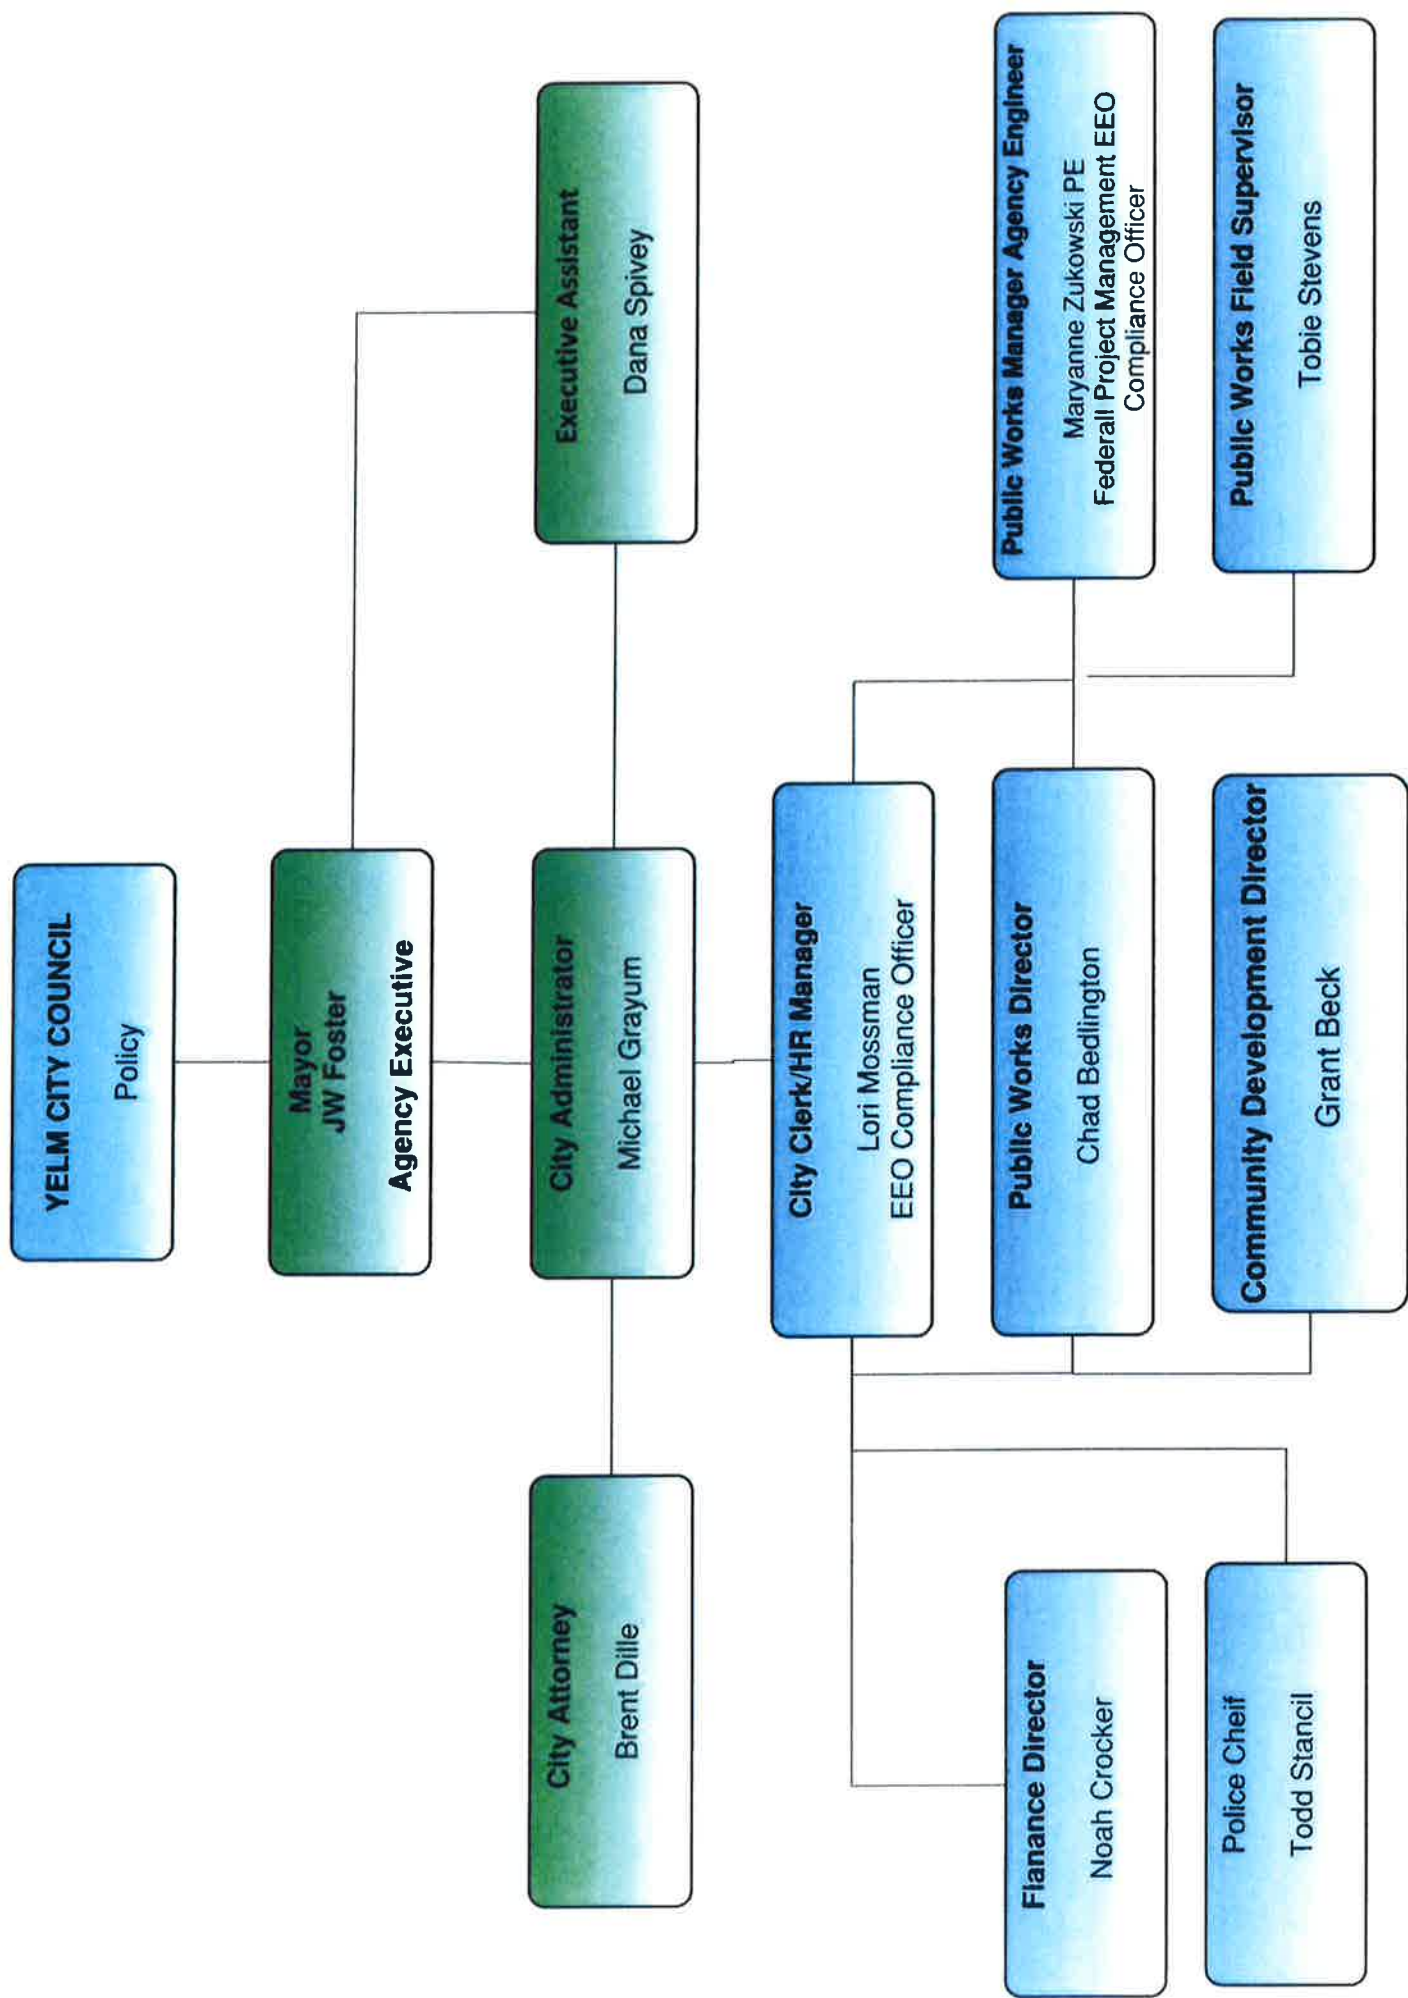 YELM CITY COUNCIL
Policy
Mayor
JW Foster
Agency Executive
City Attorney
Brent Dille
City Administrator
Michael Grayum
Executive Assistant
Dana Spivey
City Clerk/HR Manager
Lori Mossman
EEO Compliance Officer
Flanance Director
Noah Crocker
Public Works Director
Chad Bedlington
Public Works Manager Agency Engineer
Maryanne Zukowski PE
Federall Project Management EEO
Compliance Officer
Police Cheif
Todd Stancil
Community Development Director
Grant Beck
Public Works Field Supervisor
Tobie Stevens